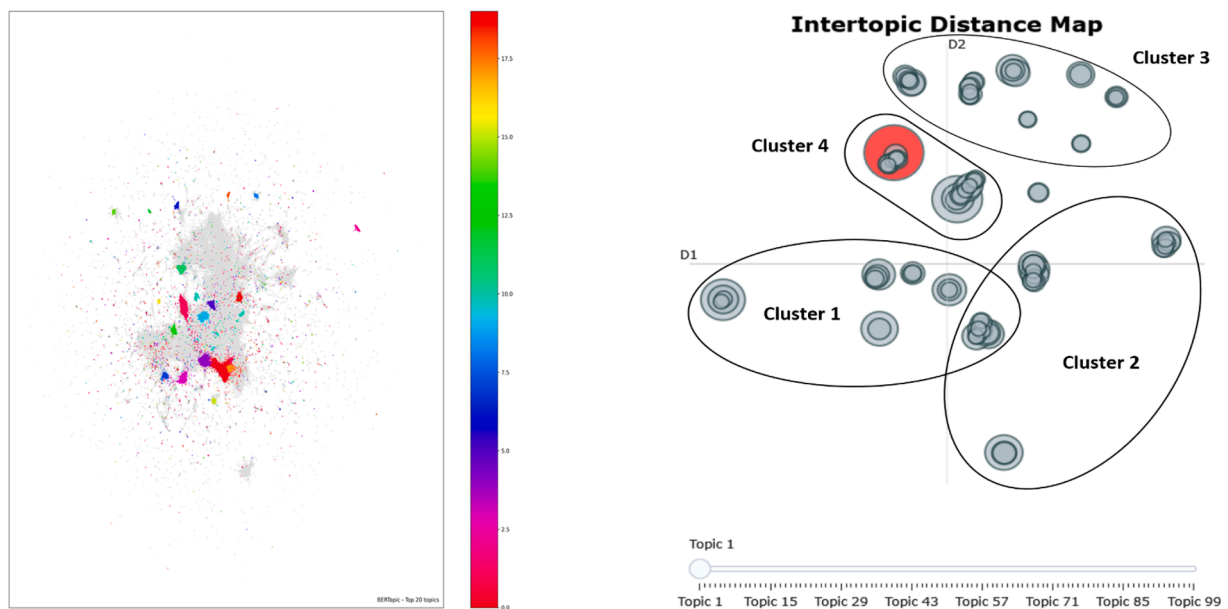 17.5
15.0
12.5
10.0
7.5
5.0
2.5
0.0
BERTopic - Top 20 topics
Intertopic Distance Map
D2
Cluster 3
Cluster 4
D1
Cluster 1
Cluster 2
Topic 1
Topic 1 Topic 15 Topic 29 Topic 43 Topic 57 Topic 71 Topic 85 Topic 99